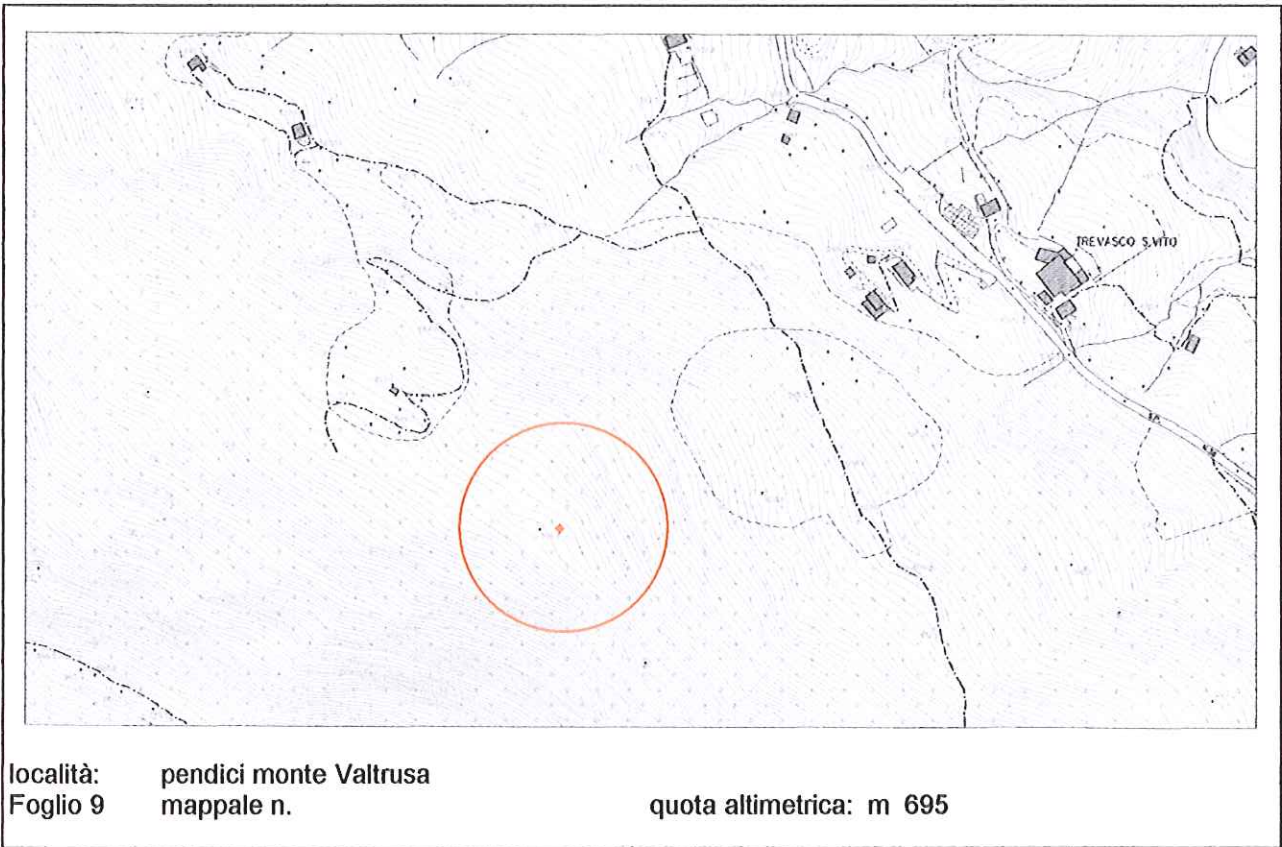 TREVASCO S.VITO
località: pendici monte Valtrusa
Foglio 9 mappale n. quota altimetrica: m 695